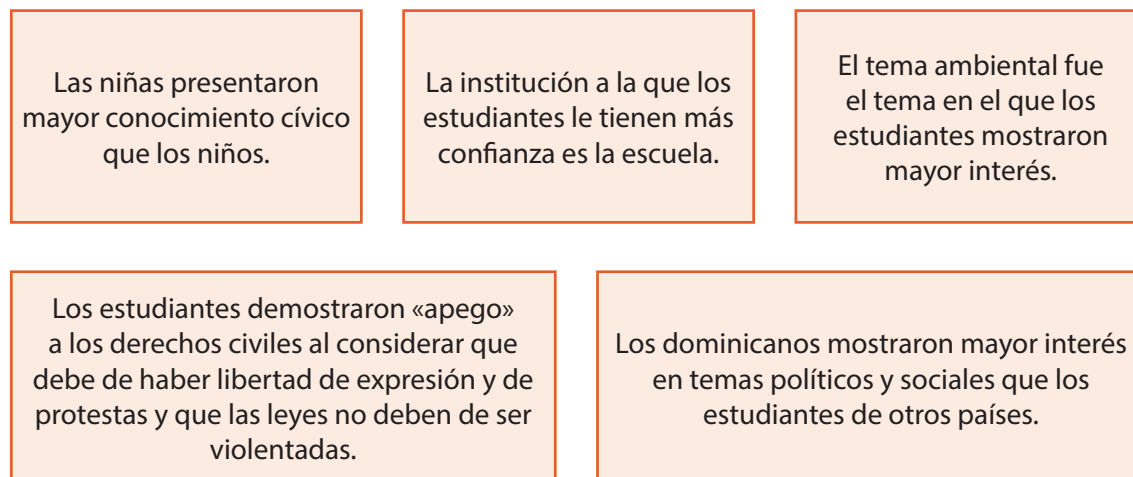 Las niñas presentaron
mayor conocimiento cívico
que los niños.
La institución a la que los
estudiantes le tienen más
confianza es la escuela.
El tema ambiental fue
el tema en el que los
estudiantes mostraron
mayor interés.
Los estudiantes demostraron «apego»
a los derechos civiles al considerar que
debe de haber libertad de expresión y de
protestas y que las leyes no deben de ser
violentadas.
Los dominicanos mostraron mayor interés
en temas políticos y sociales que los
estudiantes de otros países.